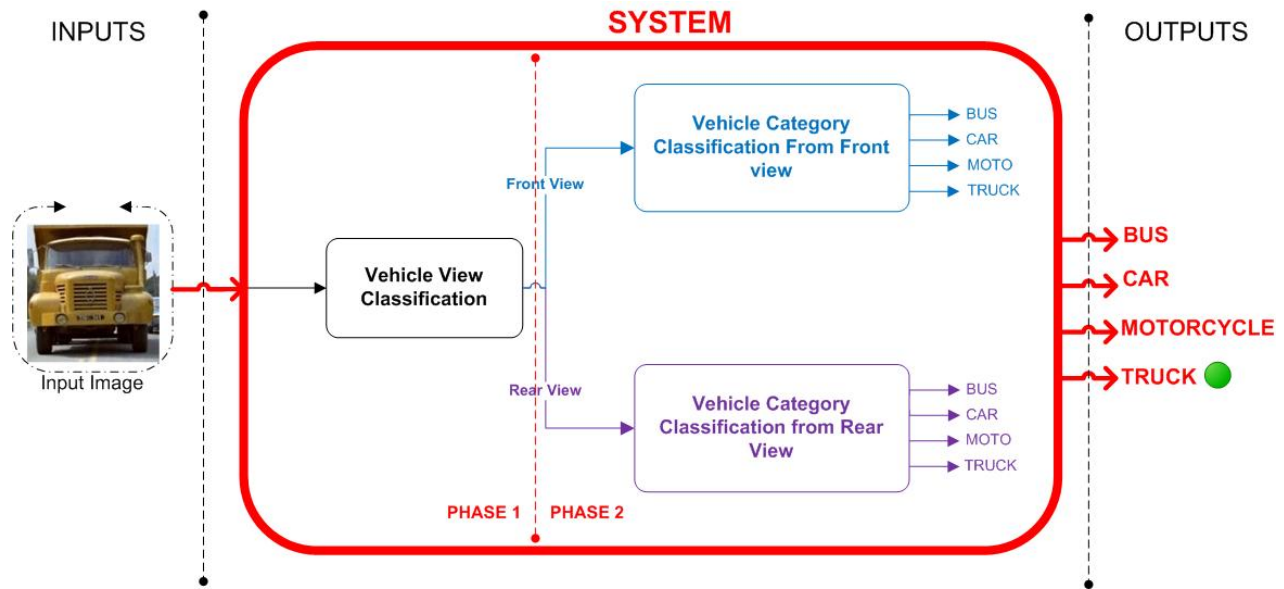 INPUTS
SYSTEM
OUTPUTS
Input Image
Vehicle View
Classification
Front View
Rear View
PHASE 1
PHASE 2
Vehicle Category
Classification From Front
view
BUS
CAR
MOTO
TRUCK
Vehicle Category
Classification from Rear
View
BUS
CAR
MOTO
TRUCK
BUS
CAR
MOTORCYCLE
TRUCK